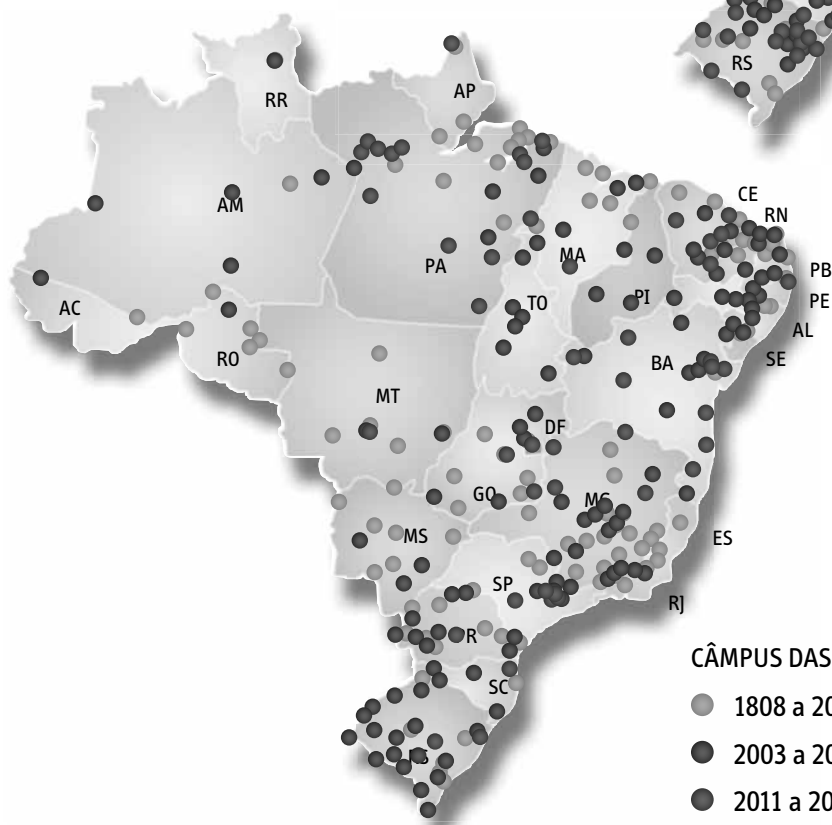 RS
RR
AP
CE
RN
AM
MA
PB
PA
PI
PE
TO
AC
AL
RO
BA
SE
MT
DF
GO
MS
ES
SP
RJ
R
SC
CÂMPUS DAS
1808 a 20
2003 a 20
2011 a 20